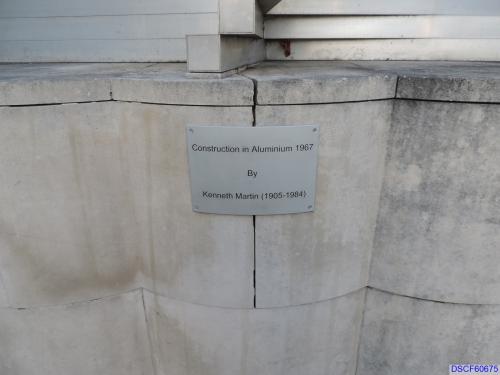 Construction in Aluminium 1967
By
Kenneth Martin (1905-1984)
DSCF60675